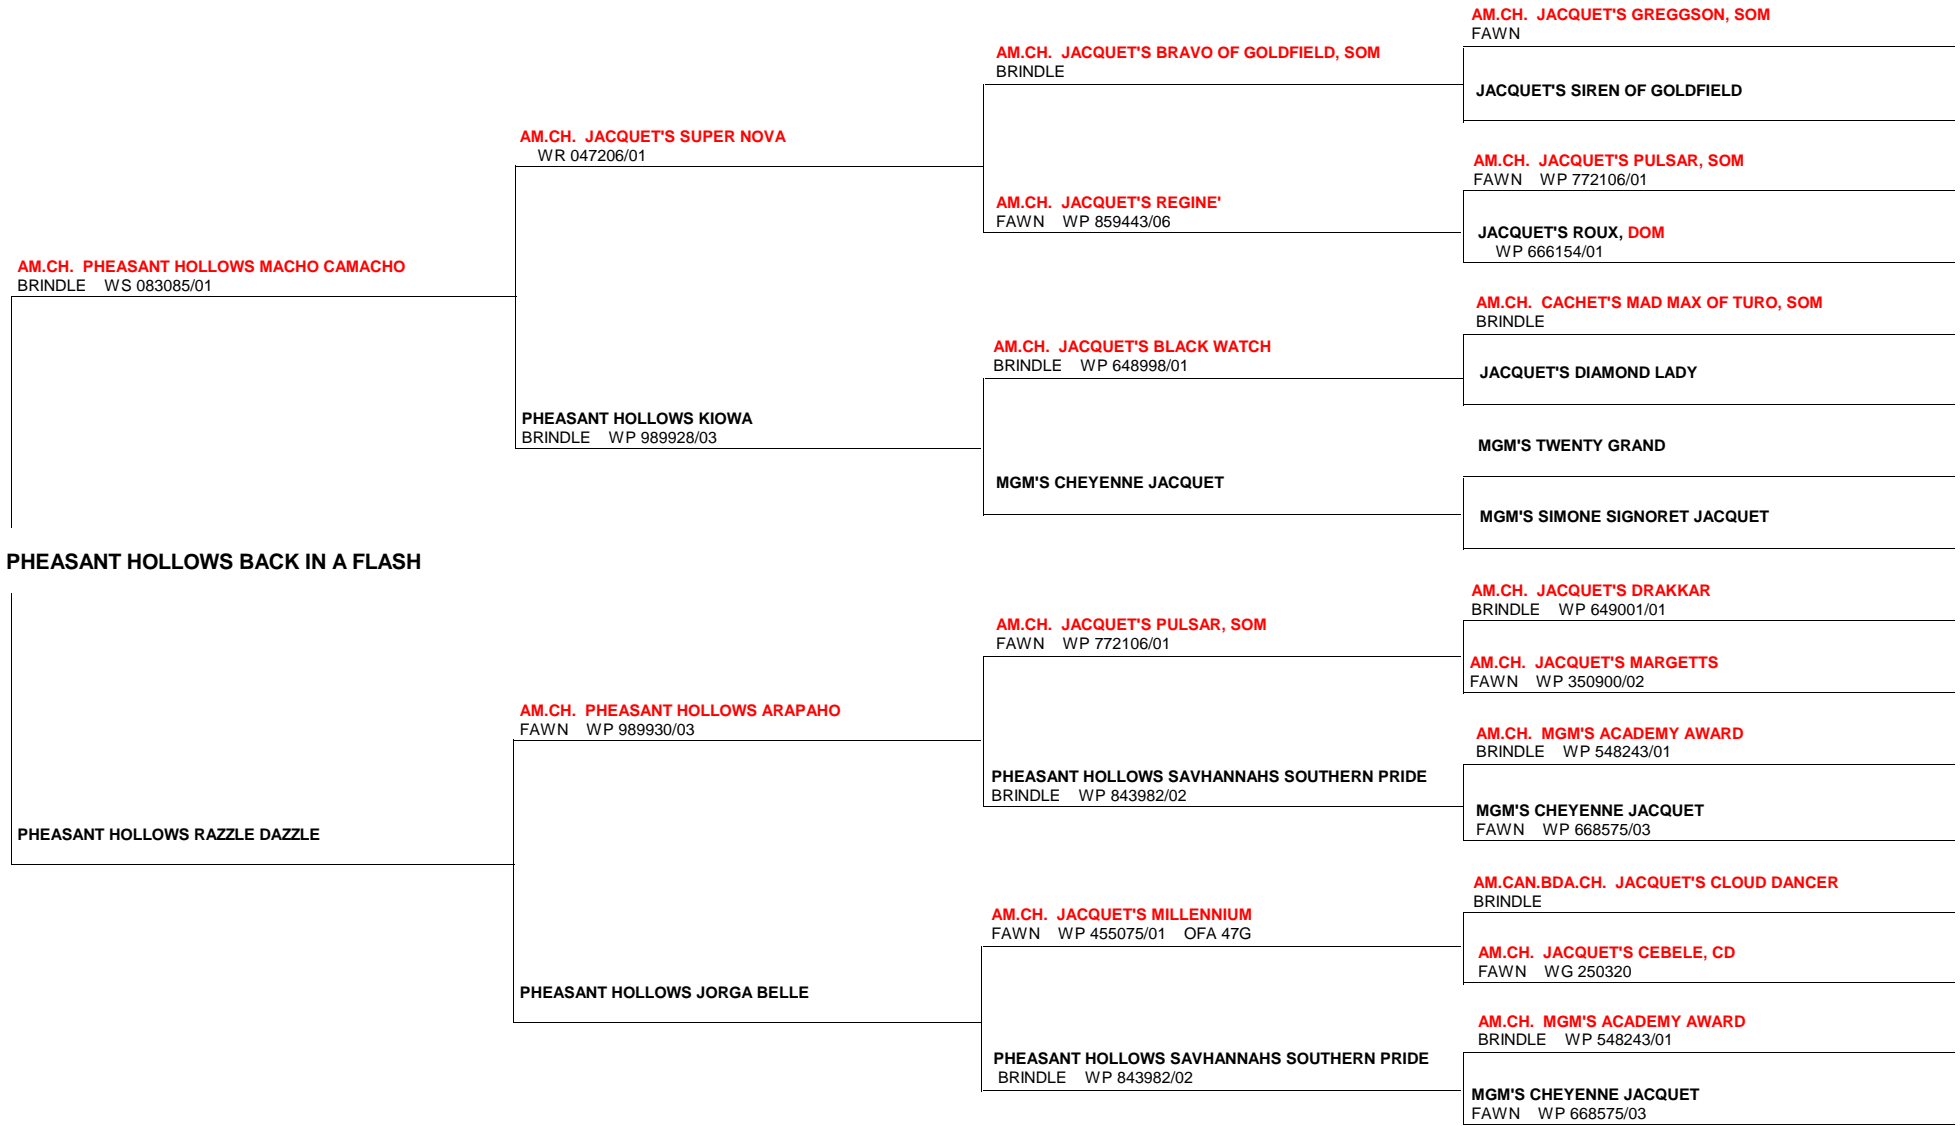 AM.CH. JACQUET'S GREGGSON, SOM
FAWN
AM.CH. JACQUET'S BRAVO OF GOLDFIELD, SOM
BRINDLE
JACQUET'S SIREN OF GOLDFIELD
AM.CH. JACQUET'S SUPER NOVA
WR 047206/01
AM.CH. JACQUET'S PULSAR, SOM
FAWN WP 772106/01
AM.CH. JACQUET'S REGINE'
FAWN WP 859443/06
JACQUET'S ROUX, DOM
WP 666154/01
AM.CH. PHEASANT HOLLOWS MACHO CAMACHO
BRINDLE WS 083085/01
AM.CH. CACHET'S MAD MAX OF TURO, SOM
BRINDLE
AM.CH. JACQUET'S BLACK WATCH
BRINDLE WP 648998/01
JACQUET'S DIAMOND LADY
PHEASANT HOLLOWS KIOWA
BRINDLE WP 989928/03
MGM'S TWENTY GRAND
MGM'S CHEYENNE JACQUET
MGM'S SIMONE SIGNORET JACQUET
PHEASANT HOLLOWS BACK IN A FLASH
AM.CH. JACQUET'S DRAKKAR
BRINDLE WP 649001/01
AM.CH. JACQUET'S PULSAR, SOM
FAWN WP 772106/01
AM.CH. JACQUET'S MARGETTS
FAWN WP 350900/02
AM.CH. PHEASANT HOLLOWS ARAPAHO
FAWN WP 989930/03
AM.CH. MGM'S ACADEMY AWARD
BRINDLE WP 548243/01
PHEASANT HOLLOWS SAVHANNAHS SOUTHERN PRIDE
BRINDLE WP 843982/02
MGM'S CHEYENNE JACQUET
FAWN WP 668575/03
PHEASANT HOLLOWS RAZZLE DAZZLE
AM.CAN.BDA.CH. JACQUET'S CLOUD DANCER
BRINDLE
AM.CH. JACQUET'S MILLENNIUM
FAWN WP 455075/01 OFA 47G
AM.CH. JACQUET'S CEBELE, CD
FAWN WG 250320
PHEASANT HOLLOWS JORGA BELLE
AM.CH. MGM'S ACADEMY AWARD
BRINDLE WP 548243/01
PHEASANT HOLLOWS SAVHANNAHS SOUTHERN PRIDE
BRINDLE WP 843982/02
MGM'S CHEYENNE JACQUET
FAWN WP 668575/03